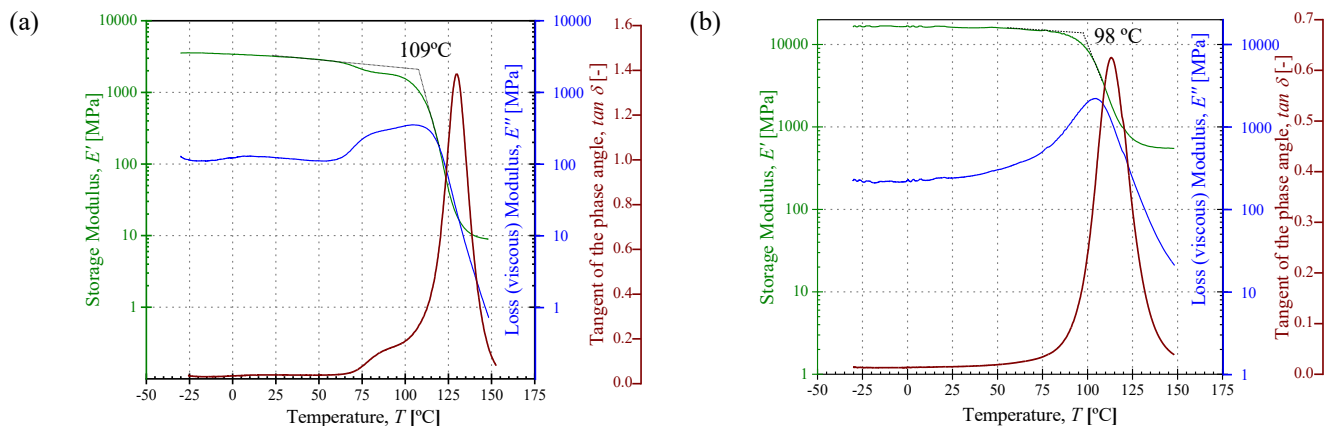 (a)
Storage Modulus, E' [MPa]
10000
1000
100
10
1
109ºC
10000
1000
100
10
1
Loss (viscous) Modulus, E'' [MPa]
1.6
1.4
1.2
1.0
0.8
0.6
0.4
0.2
0.0
Tangent of the phase angle, tan δ [-]
-50 -25 0 25 50 75 100 125 150 175
Temperature, T [ºC]
(b)
Storage Modulus, E' [MPa]
10000
1000
100
10
1
98 ºC
10000
1000
100
10
1
Loss (viscous) Modulus, E'' [MPa]
0.7
0.6
0.5
0.4
0.3
0.2
0.1
0.0
Tangent of the phase angle, tan δ [-]
-50 -25 0 25 50 75 100 125 150 175
Temperature, T [ºC]